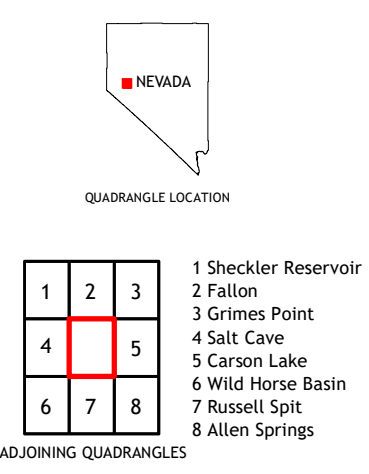 NEVADA
QUADRANGLE LOCATION
1 2 3
4 5
6 7 8
1 Sheckler Reservoir
2 Fallon
3 Grimes Point
4 Salt Cave
5 Carson Lake
6 Wild Horse Basin
7 Russell Spit
8 Allen Springs
ADJOINING QUADRANGLES